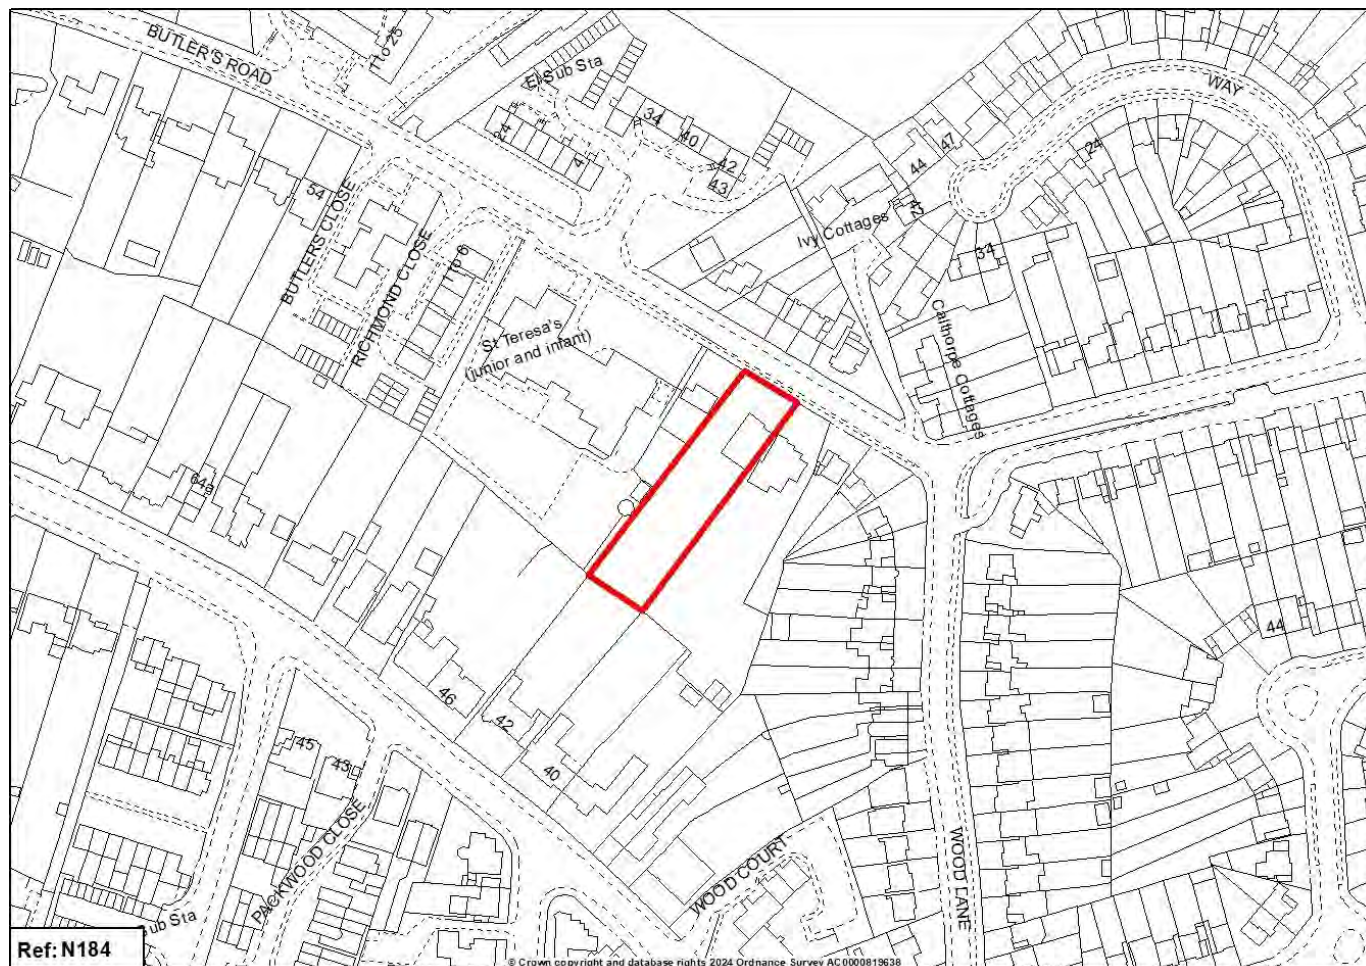 BUTLER'S ROAD
11 to 25
El Sub Sta
WAY
34
40
42
43
24
4
44
47
42
24
54
BUTLERS CLOSE
RICHMOND CLOSE
1 to 6
Ivy Cottages
34
St Teresa's
(junior and infant)
Calthorpe Cottages
64a
44
46
42
40
45
43
PACKWOOD CLOSE
WOOD COURT
WOOD LANE
Sub Sta
Ref: N184
© Crown copyright and database rights 2024 Ordnance Survey AC0000819638